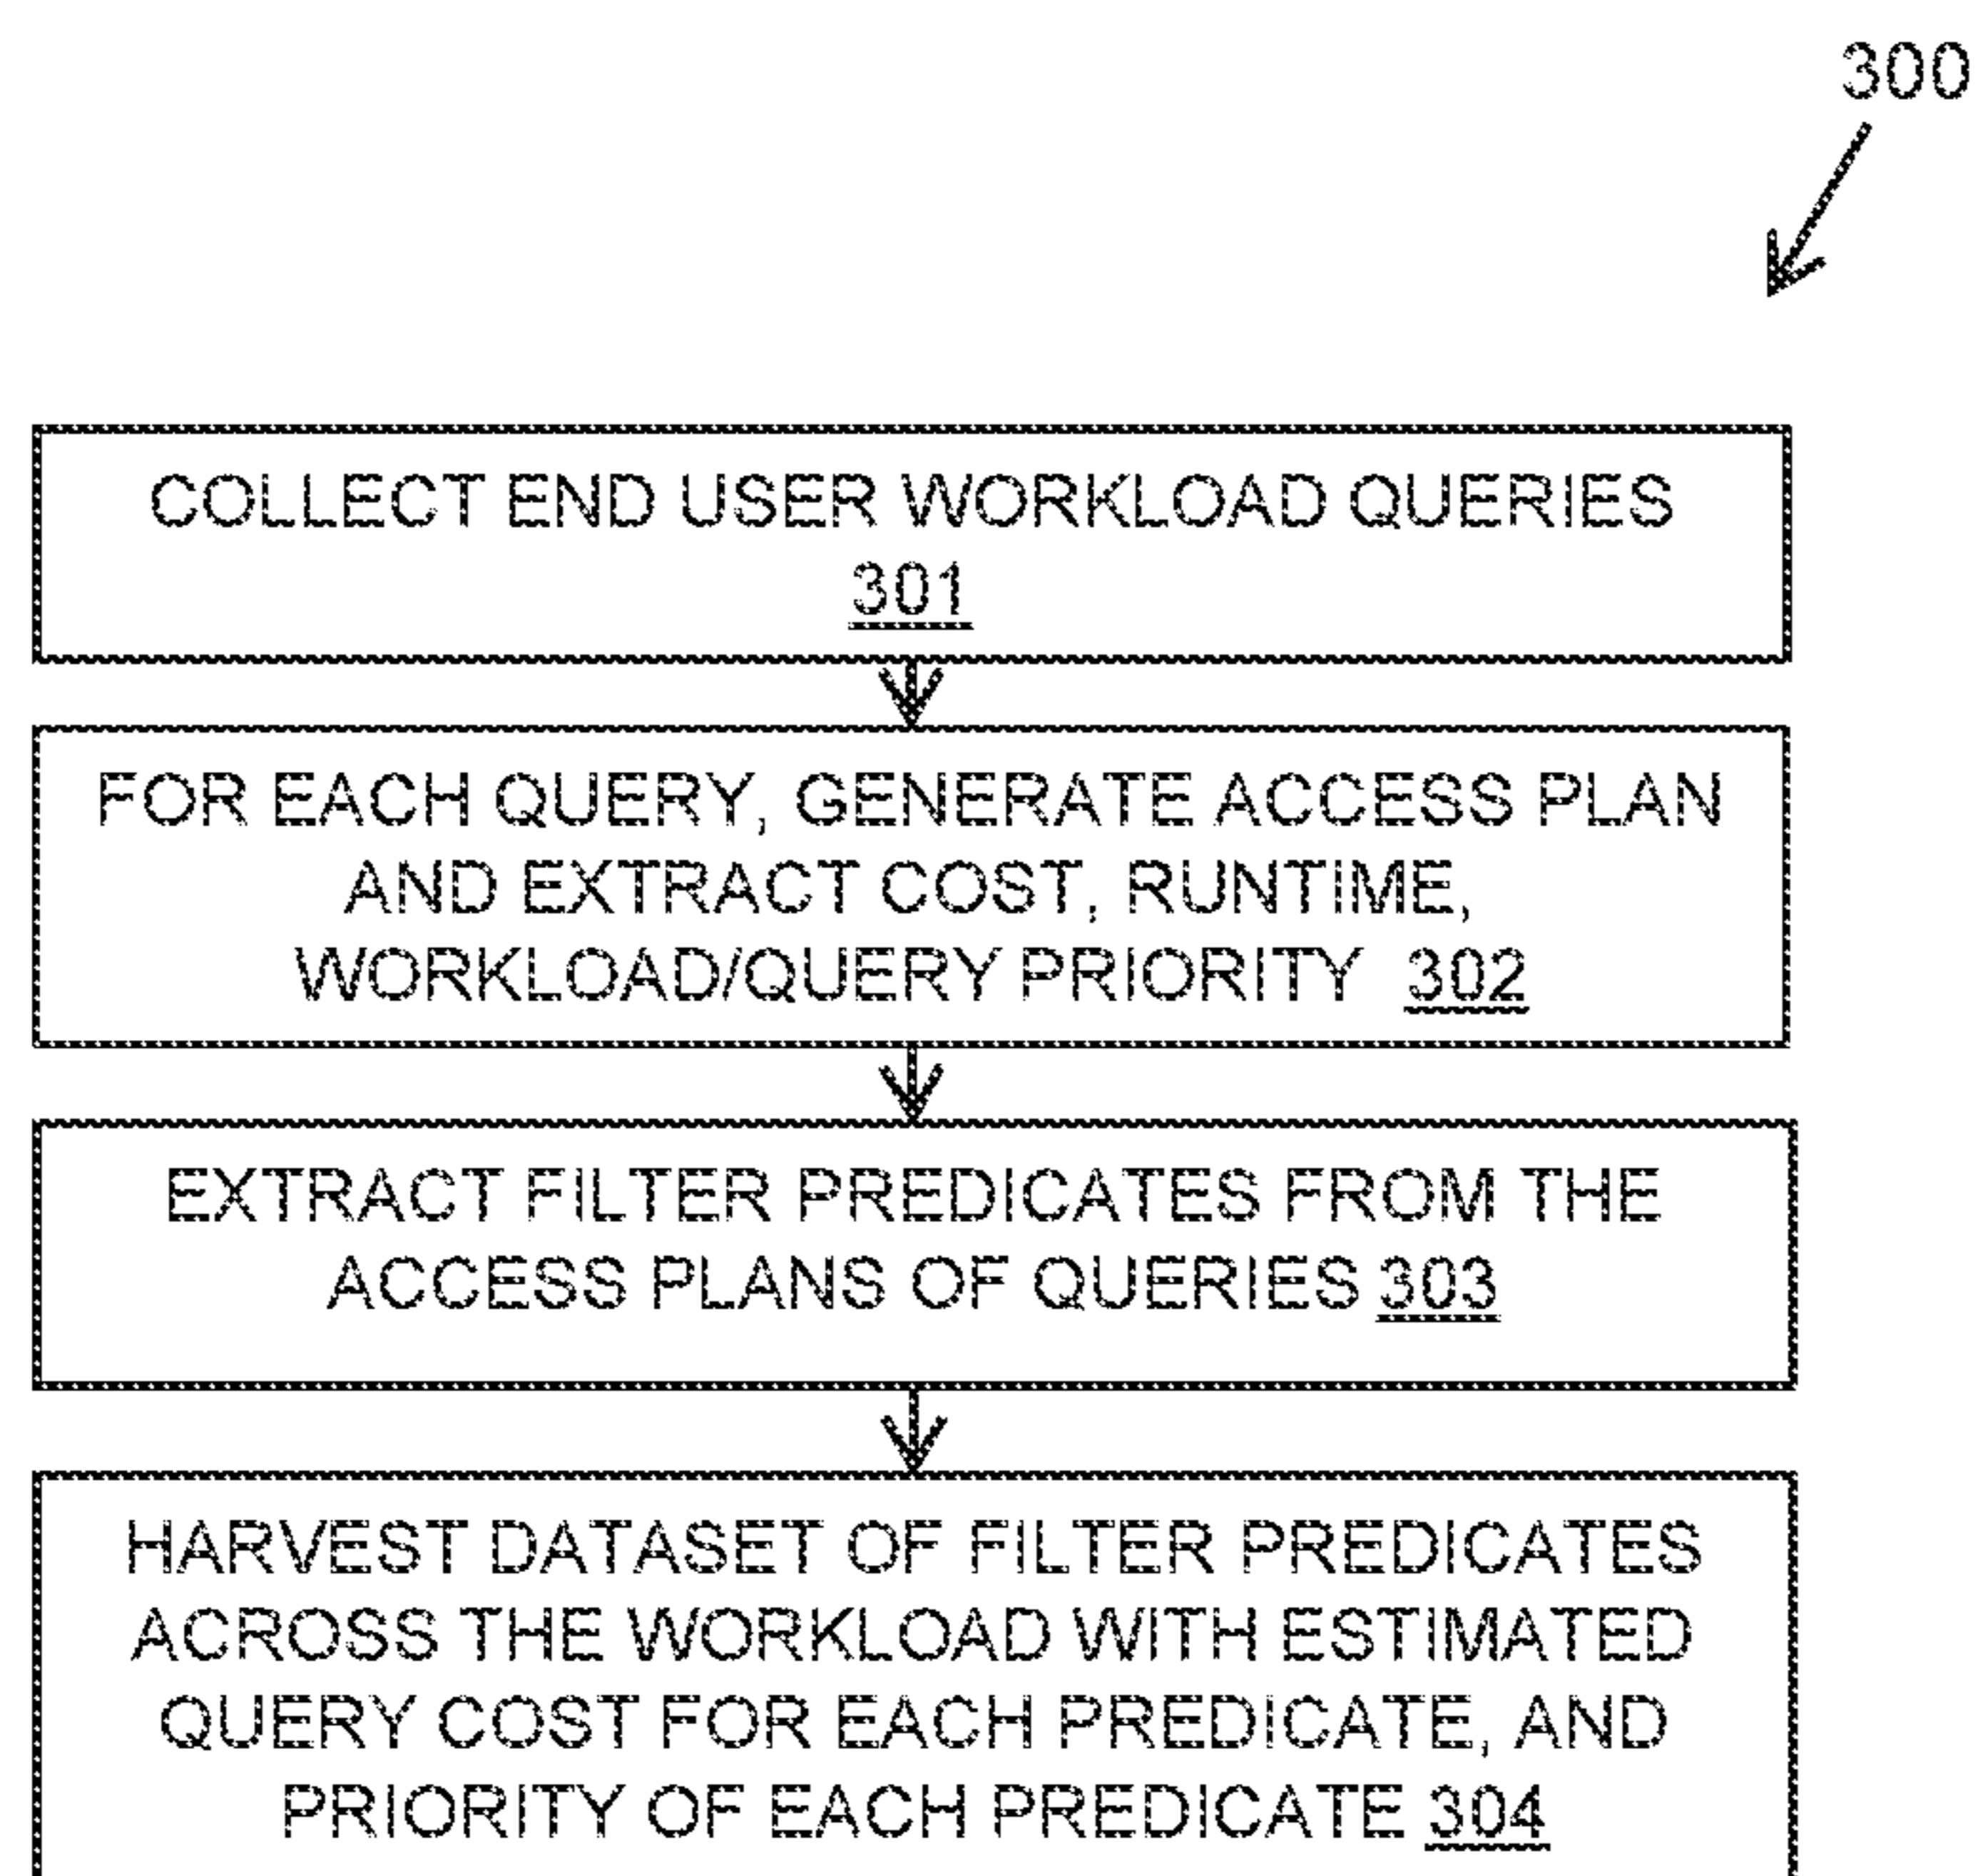 300
COLLECT END USER WORKLOAD QUERIES
301
FOR EACH QUERY, GENERATE ACCESS PLAN
AND EXTRACT COST, RUNTIME,
WORKLOAD/QUERY PRIORITY 302
EXTRACT FILTER PREDICATES FROM THE
ACCESS PLANS OF QUERIES 303
HARVEST DATASET OF FILTER PREDICATES
ACROSS THE WORKLOAD WITH ESTIMATED
QUERY COST FOR EACH PREDICATE, AND
PRIORITY OF EACH PREDICATE 304